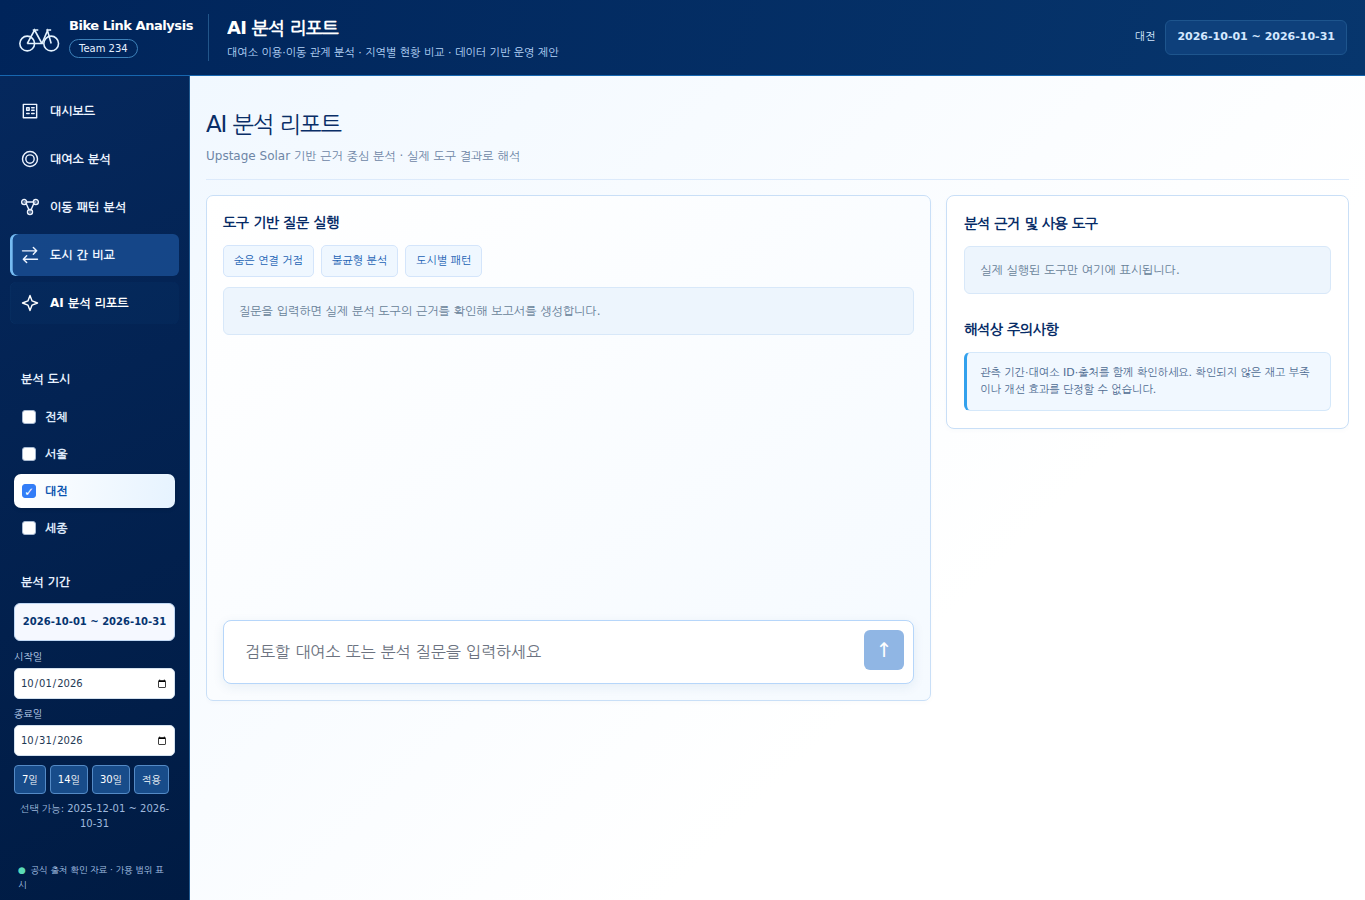 Bike Link Analysis
Team 234
AI 분석 리포트
대여소 이용·이동 관계 분석 · 지역별 현황 비교 · 데이터 기반 운영 제안
대전
2026-10-01 ~ 2026-10-31
대시보드
대여소 분석
이동 패턴 분석
도시 간 비교
AI 분석 리포트
분석 도시
전체
서울
대전
세종
분석 기간
2026-10-01 ~ 2026-10-31
시작일
10/01/2026
종료일
10/31/2026
7일
14일
30일
적용
선택 가능: 2025-12-01 ~ 2026-
10-31
공식 출처 확인 자료 · 가용 범위 표
시
AI 분석 리포트
Upstage Solar 기반 근거 중심 분석 · 실제 도구 결과로 해석
도구 기반 질문 실행
숨은 연결 거점
불균형 분석
도시별 패턴
질문을 입력하면 실제 분석 도구의 근거를 확인해 보고서를 생성합니다.
검토할 대여소 또는 분석 질문을 입력하세요
↑
분석 근거 및 사용 도구
실제 실행된 도구만 여기에 표시됩니다.
해석상 주의사항
관측 기간·대여소 ID·출처를 함께 확인하세요. 확인되지 않은 재고 부족
이나 개선 효과를 단정할 수 없습니다.